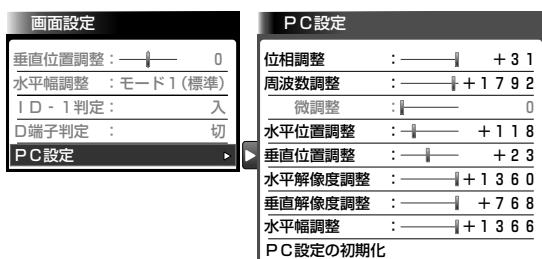 画面設定
垂直位置調整：0
水平幅調整：モード1(標準)
ID-1判定：入
D端子判定：切
PC設定
PC設定
位相調整：+31
周波数調整：+1792
微調整：0
水平位置調整：+118
垂直位置調整：+23
水平解像度調整：+1360
垂直解像度調整：+768
水平幅調整：+1366
PC設定の初期化